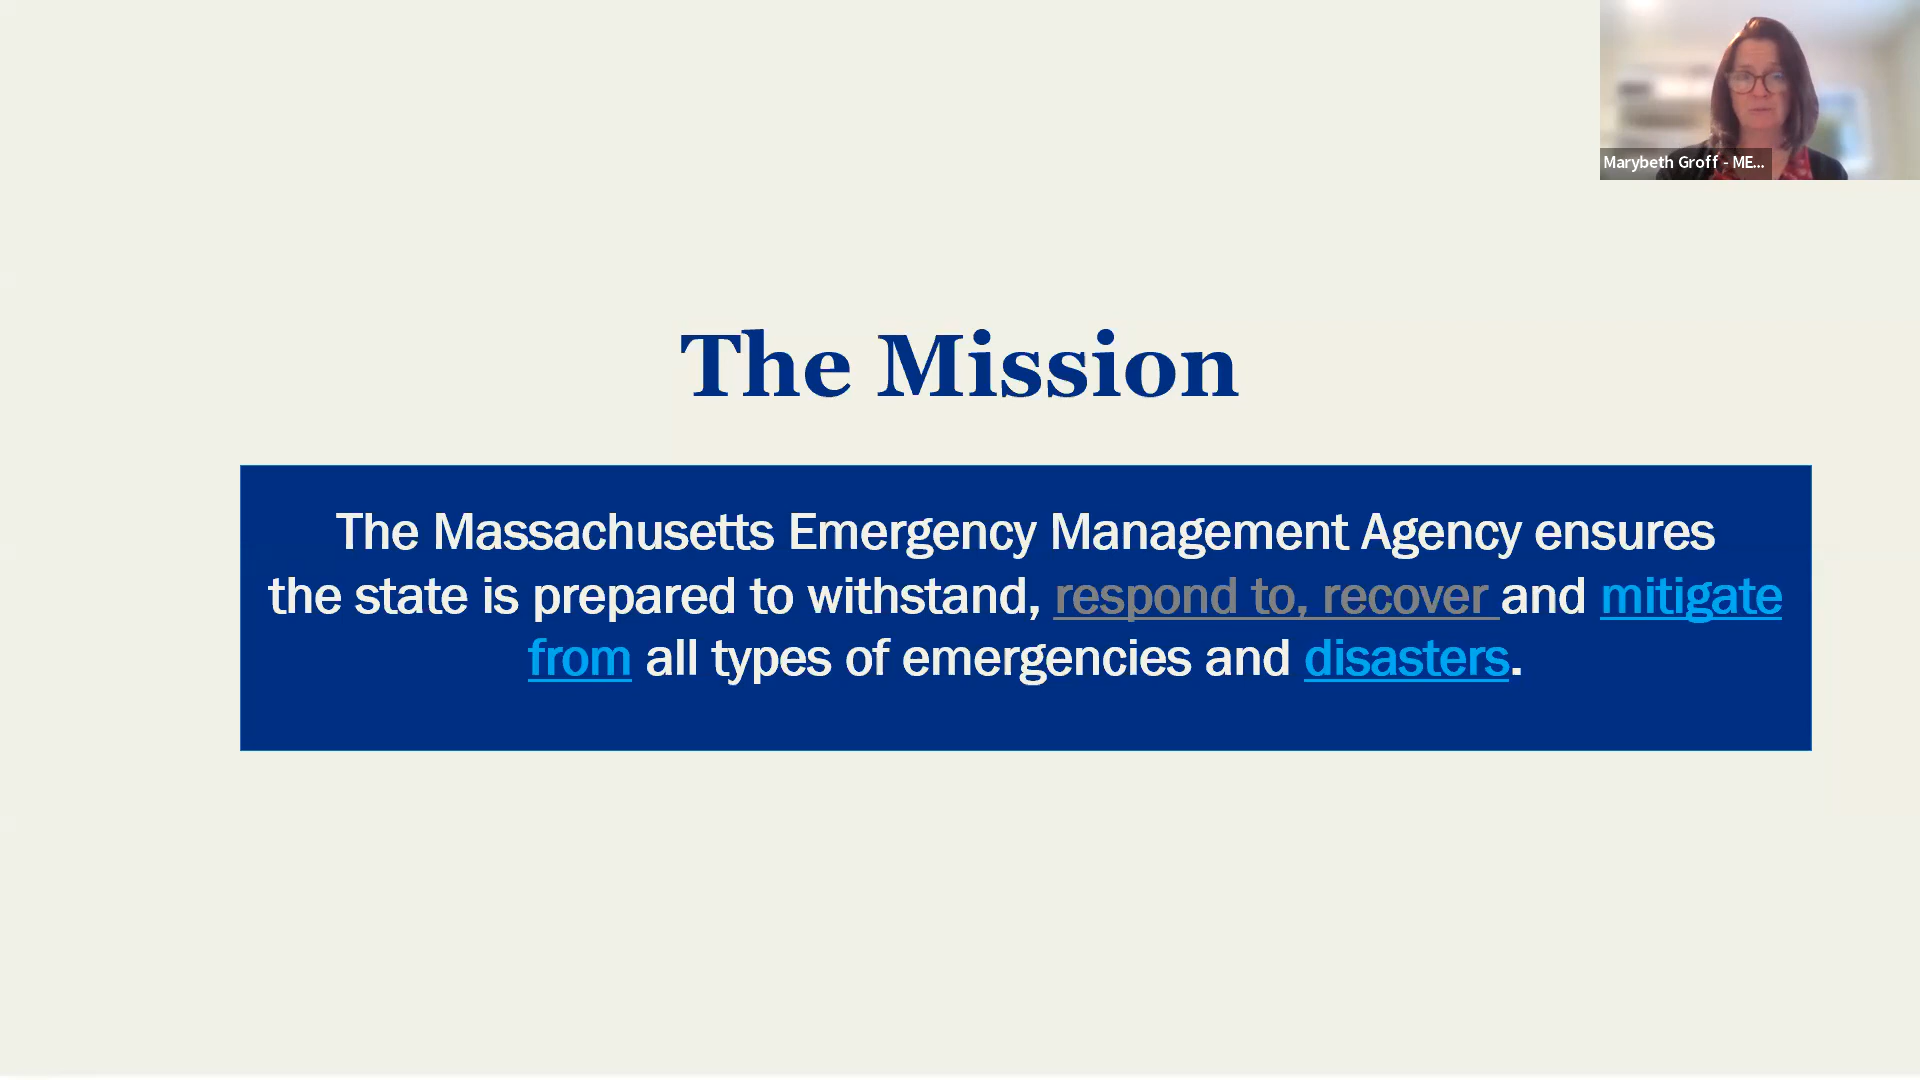 Marybeth Groff - ME...
The Mission
The Massachusetts Emergency Management Agency ensures
the state is prepared to withstand, respond to, recover and mitigate
from all types of emergencies and disasters.